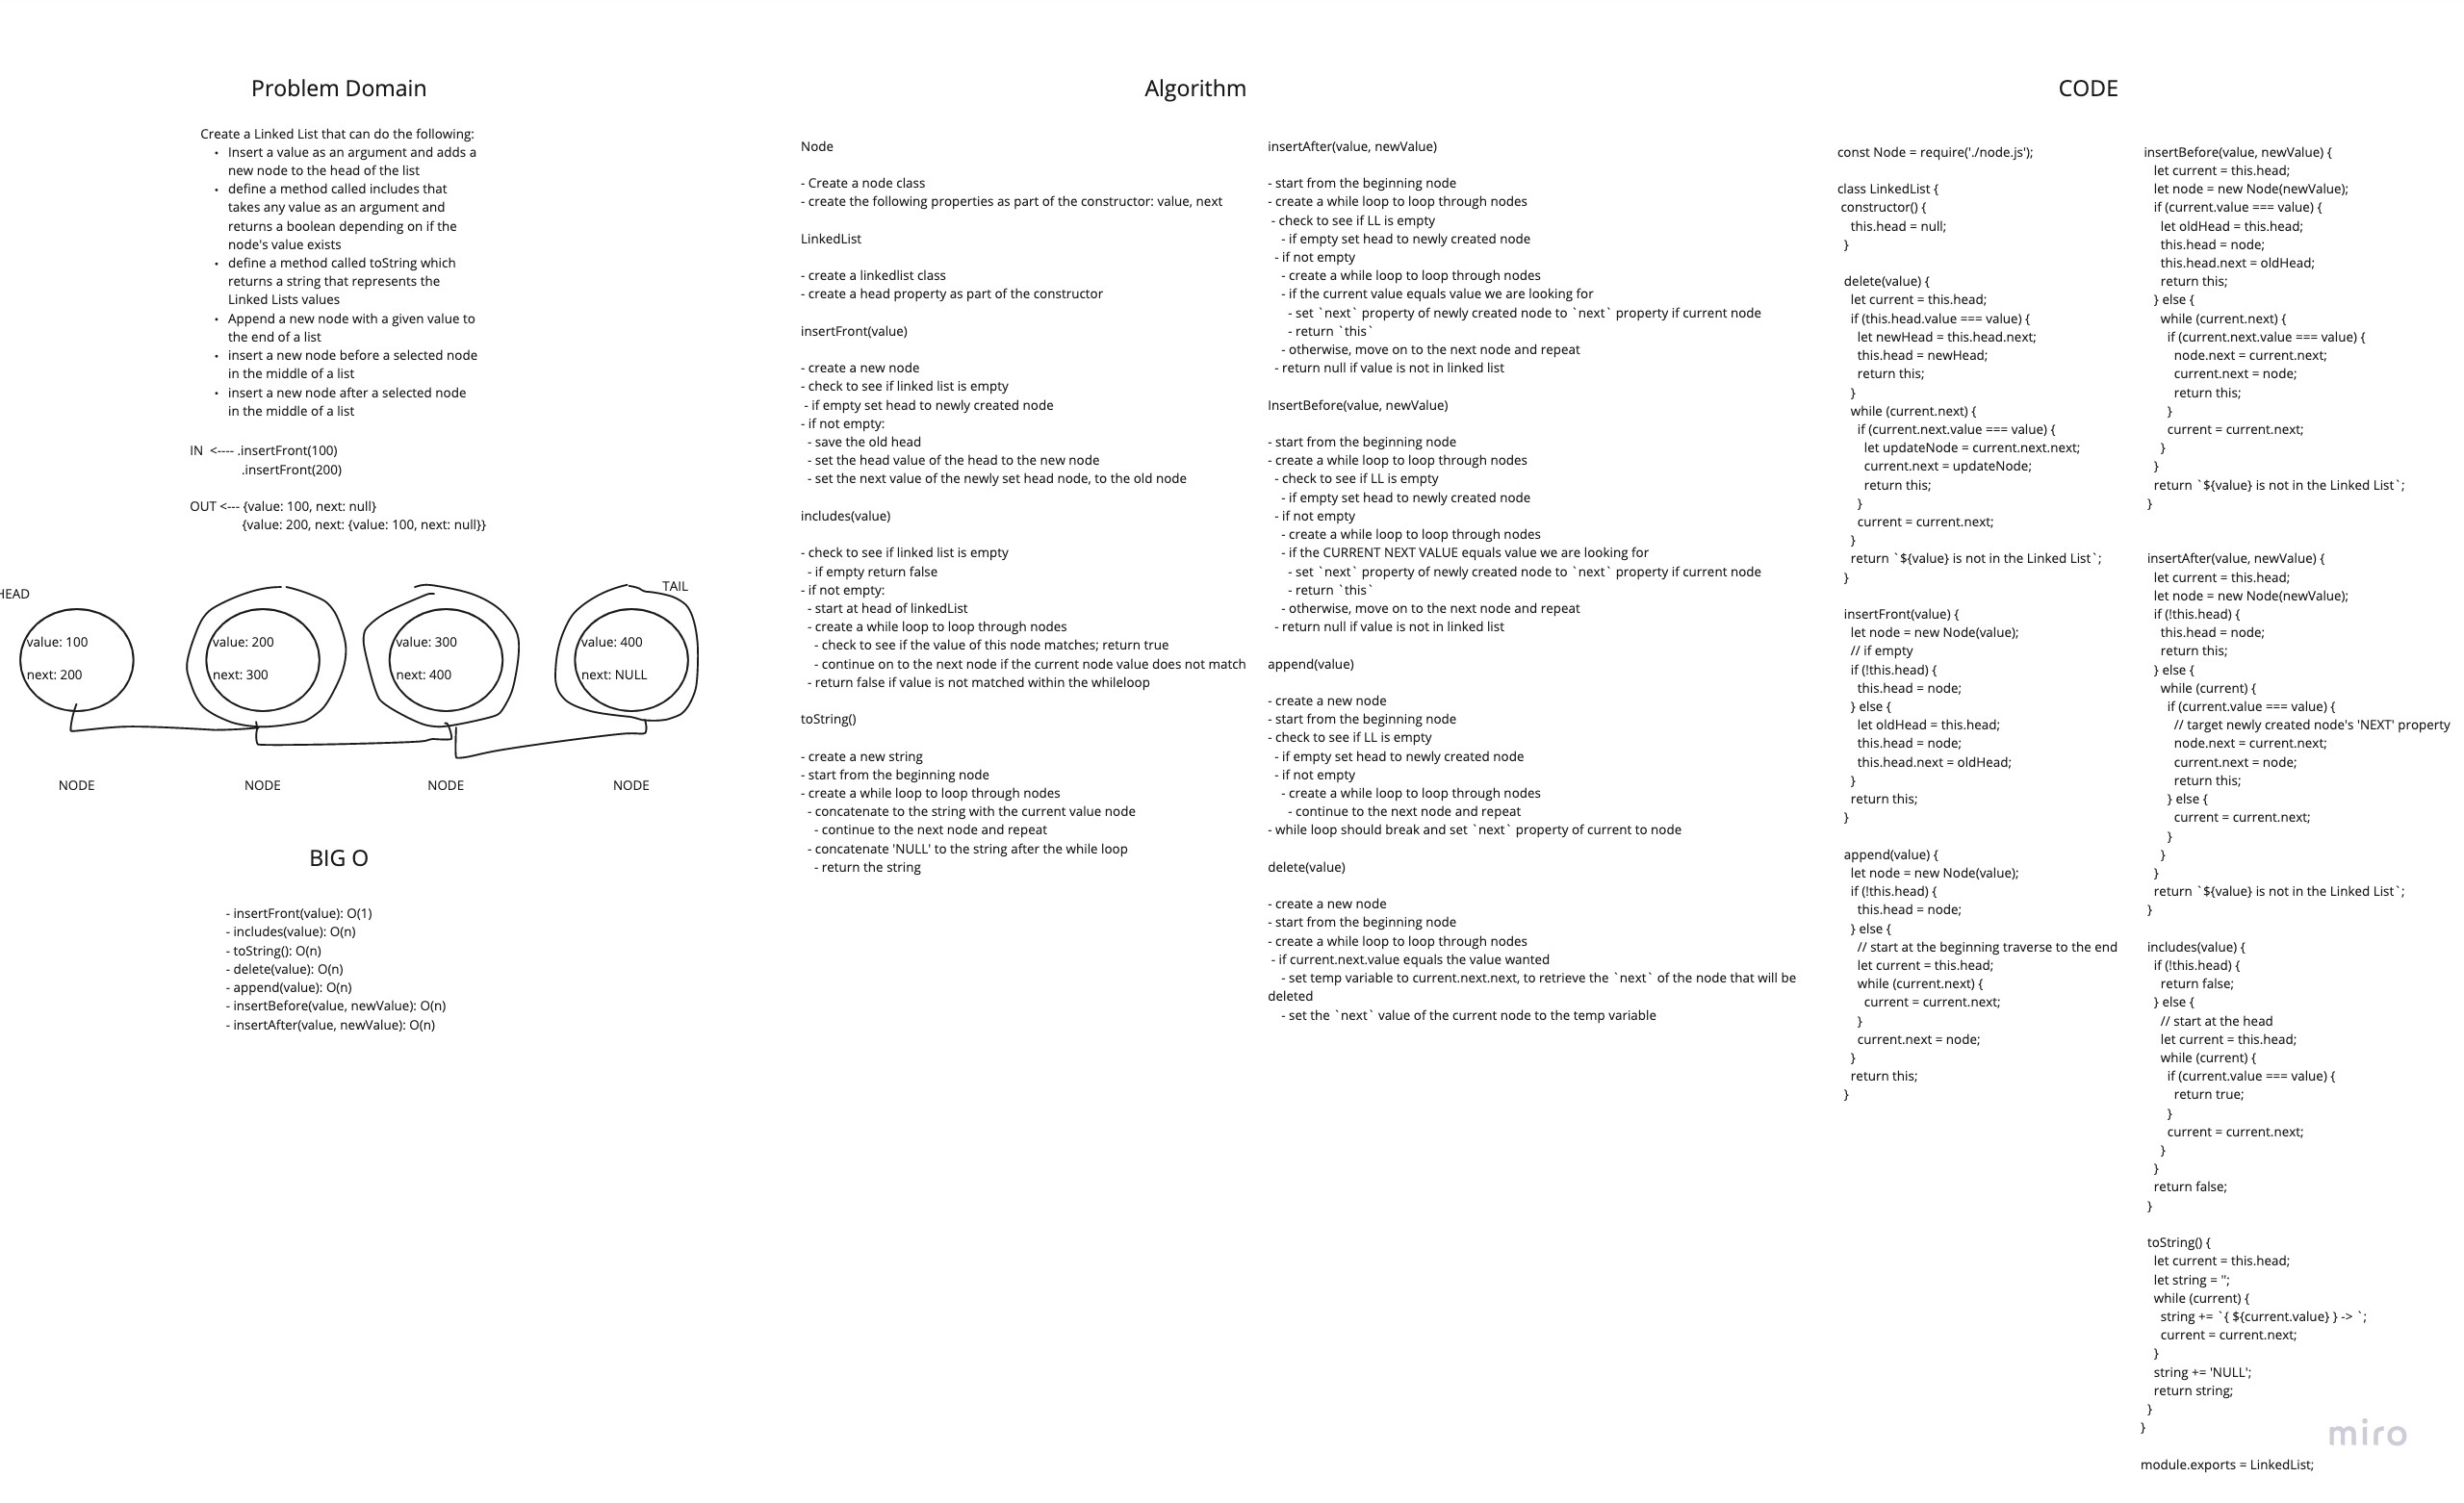 Problem Domain
Create a Linked List that can do the following:
• Insert a value as an argument and adds a
new node to the head of the list
• define a method called includes that
takes any value as an argument and
returns a boolean depending on if the
node's value exists
• define a method called toString which
returns a string that represents the
Linked Lists values
• Append a new node with a given value to
the end of a list
• insert a new node before a selected node
in the middle of a list
• insert a new node after a selected node
in the middle of a list
IN <---- .insertFront(100)
.insertFront(200)
OUT <--- {value: 100, next: null}
{value: 200, next: {value: 100, next: null}}
HEAD
TAIL
value: 100
next: 200
value: 200
next: 300
value: 300
next: 400
value: 400
next: NULL
NODE
NODE
NODE
NODE
BIG O
- insertFront(value): O(1)
- includes(value): O(n)
- toString(): O(n)
- delete(value): O(n)
- append(value): O(n)
- insertBefore(value, newValue): O(n)
- insertAfter(value, newValue): O(n)
Algorithm
Node
- Create a node class
- create the following properties as part of the constructor: value, next
LinkedList
- create a linkedlist class
- create a head property as part of the constructor
insertFront(value)
- create a new node
- check to see if linked list is empty
- if empty set head to newly created node
- if not empty:
- save the old head
- set the head value of the head to the new node
- set the next value of the newly set head node, to the old node
includes(value)
- check to see if linked list is empty
- if empty return false
- if not empty:
- start at head of linkedList
- create a while loop to loop through nodes
- check to see if the value of this node matches; return true
- continue on to the next node if the current node value does not match
- return false if value is not matched within the whileloop
toString()
- create a new string
- start from the beginning node
- create a while loop to loop through nodes
- concatenate to the string with the current value node
- continue to the next node and repeat
- concatenate 'NULL' to the string after the while loop
- return the string
insertAfter(value, newValue)
- start from the beginning node
- create a while loop to loop through nodes
- check to see if LL is empty
- if empty set head to newly created node
- if not empty
- create a while loop to loop through nodes
- if the current value equals value we are looking for
- set `next` property of newly created node to `next` property if current node
- return `this`
- otherwise, move on to the next node and repeat
- return null if value is not in linked list
InsertBefore(value, newValue)
- start from the beginning node
- create a while loop to loop through nodes
- check to see if LL is empty
- if empty set head to newly created node
- if not empty
- create a while loop to loop through nodes
- if the CURRENT NEXT VALUE equals value we are looking for
- set `next` property of newly created node to `next` property if current node
- return `this`
- otherwise, move on to the next node and repeat
- return null if value is not in linked list
append(value)
- create a new node
- start from the beginning node
- check to see if LL is empty
- if empty set head to newly created node
- if not empty
- create a while loop to loop through nodes
- continue to the next node and repeat
- while loop should break and set `next` property of current to node
delete(value)
- create a new node
- start from the beginning node
- create a while loop to loop through nodes
- if current.next.value equals the value wanted
- set temp variable to current.next.next, to retrieve the `next` of the node that will be
deleted
- set the `next` value of the current node to the temp variable
CODE
const Node = require('./node.js');
class LinkedList {
constructor() {
this.head = null;
}
delete(value) {
let current = this.head;
if (this.head.value === value) {
let newHead = this.head.next;
this.head = newHead;
return this;
}
while (current.next) {
if (current.next.value === value) {
let updateNode = current.next.next;
current.next = updateNode;
return this;
}
current = current.next;
}
return `${value} is not in the Linked List`;
}
insertFront(value) {
let node = new Node(value);
// if empty
if (!this.head) {
this.head = node;
} else {
let oldHead = this.head;
this.head = node;
this.head.next = oldHead;
}
return this;
}
append(value) {
let node = new Node(value);
if (!this.head) {
this.head = node;
} else {
// start at the beginning traverse to the end
let current = this.head;
while (current.next) {
current = current.next;
}
current.next = node;
}
return this;
}
insertBefore(value, newValue) {
let current = this.head;
let node = new Node(newValue);
if (current.value === value) {
let oldHead = this.head;
this.head = node;
this.head.next = oldHead;
return this;
} else {
while (current.next) {
if (current.next.value === value) {
node.next = current.next;
current.next = node;
return this;
}
current = current.next;
}
}
return `${value} is not in the Linked List`;
}
insertAfter(value, newValue) {
let current = this.head;
let node = new Node(newValue);
if (!this.head) {
this.head = node;
return this;
} else {
while (current) {
if (current.value === value) {
// target newly created node's 'NEXT' property
node.next = current.next;
current.next = node;
return this;
} else {
current = current.next;
}
}
}
return `${value} is not in the Linked List`;
}
includes(value) {
if (!this.head) {
return false;
} else {
// start at the head
let current = this.head;
while (current) {
if (current.value === value) {
return true;
}
current = current.next;
}
}
return false;
}
toString() {
let current = this.head;
let string = '';
while (current) {
string += `{ ${current.value} } -> `;
current = current.next;
}
string += 'NULL';
return string;
}
}
module.exports = LinkedList;
miro